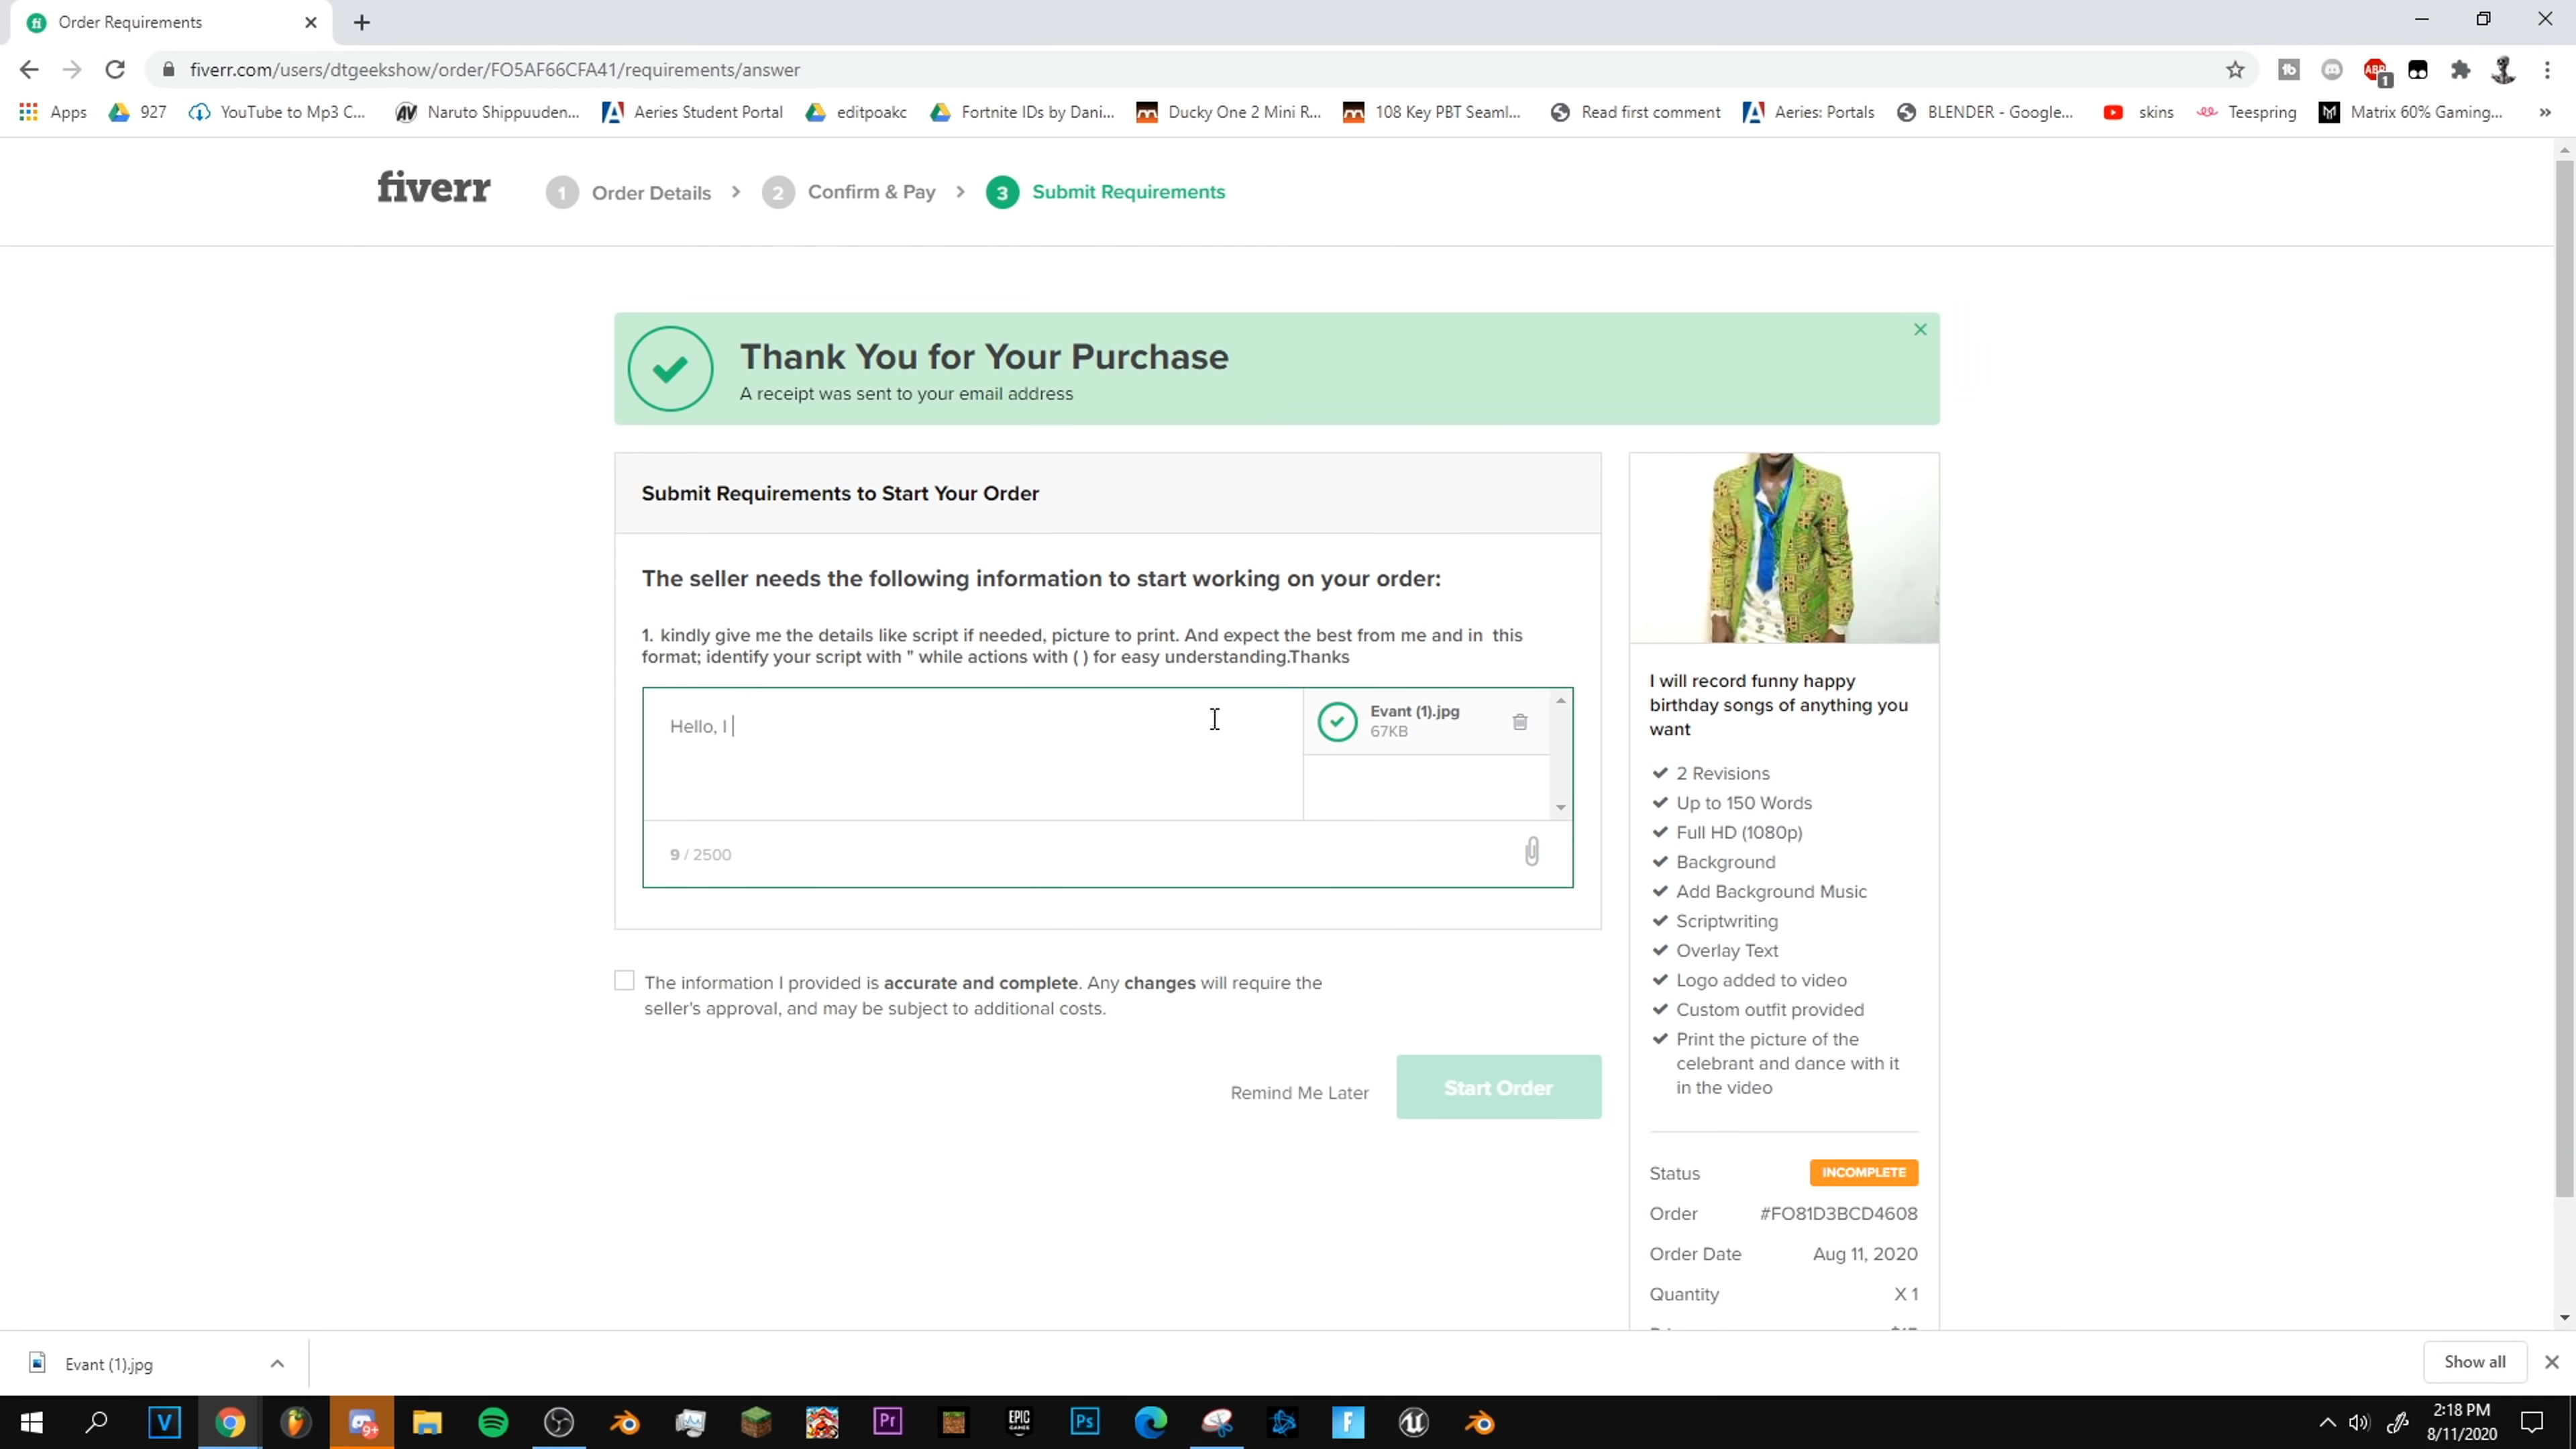 Order Requirements
fiverr.com/users/dtgeekshow/order/FO5AF66CFA41/requirements/answer
Apps
927
YouTube to Mp3 C...
Naruto Shippuuden...
Aeries Student Portal
editpoakc
Fortnite IDs by Dani...
Ducky One 2 Mini R...
108 Key PBT Seaml...
Read first comment
Aeries: Portals
BLENDER - Google...
skins
Teespring
Matrix 60% Gaming...
fiverr
1 Order Details
2 Confirm & Pay
3 Submit Requirements
Thank You for Your Purchase
A receipt was sent to your email address
Submit Requirements to Start Your Order
The seller needs the following information to start working on your order:
1. kindly give me the details like script if needed, picture to print. And expect the best from me and in this
format; identify your script with " while actions with ( ) for easy understanding.Thanks
Hello, I
Evant (1).jpg
67KB
9 / 2500
The information I provided is accurate and complete. Any changes will require the
seller's approval, and may be subject to additional costs.
Remind Me Later
Start Order
I will record funny happy
birthday songs of anything you
want
2 Revisions
Up to 150 Words
Full HD (1080p)
Background
Add Background Music
Scriptwriting
Overlay Text
Logo added to video
Custom outfit provided
Print the picture of the
celebrant and dance with it
in the video
Status INCOMPLETE
Order #FO81D3BCD4608
Order Date Aug 11, 2020
Quantity X 1
Evant (1).jpg
Show all
2:18 PM
8/11/2020